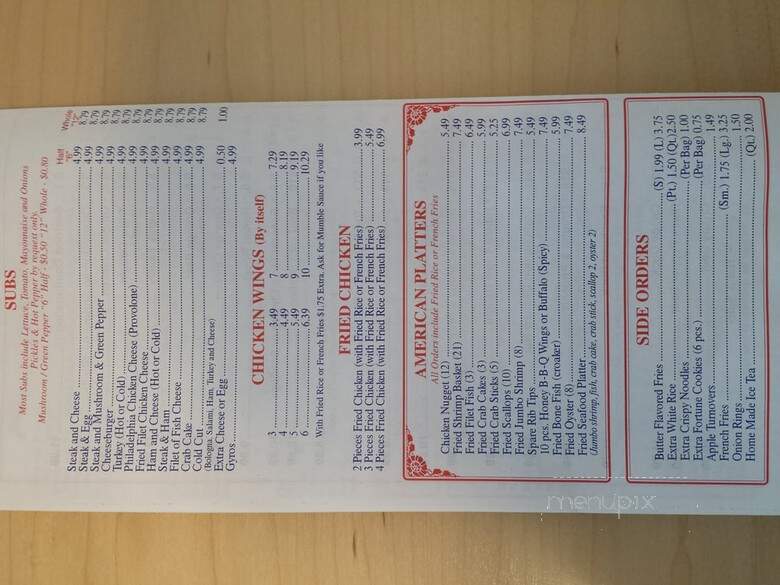 SUBS
Most Subs include Lettuce, Tomato, Mayonnaise and Onions
Pickles & Hot Pepper by request only.
Mushroom / Green Pepper "6" Half - $0.50 "12" Whole - $0.80
Half "6" Whole "12"
Steak and Cheese 4.99 8.79
Steak & Egg 4.99 8.79
Steak and Mushroom & Green Pepper 4.99 8.79
Cheeseburger 4.99 8.79
Turkey (Hot or Cold) 4.99 8.79
Philadelphia Chicken Cheese (Provolone) 4.99 8.79
Fried Filet Chicken Cheese 4.99 8.79
Ham and Cheese (Hot or Cold) 4.99 8.79
Steak & Ham 4.99 8.79
Filet of Fish Cheese 4.99 8.79
Crab Cake 4.99 8.79
Cold Cut 4.99 8.79
(Bologna, Salami, Ham, Turkey and Cheese)
Extra Cheese or Egg 0.50 1.00
Gyros 4.99
CHICKEN WINGS (By itself)
3 3.49 7 7.29
4 4.49 8 8.19
5 5.49 9 9.19
6 6.39 10 10.29
With Fried Rice or French Fries $1.75 Extra. Ask for Mumble Sauce if you like
FRIED CHICKEN
2 Pieces Fried Chicken (with Fried Rice or French Fries) 3.99
3 Pieces Fried Chicken (with Fried Rice or French Fries) 5.49
4 Pieces Fried Chicken (with Fried Rice or French Fries) 6.99
AMERICAN PLATTERS
All Orders include Fried Rice or French Fries
Chicken Nugget (12) 5.49
Fried Shrimp Basket (21) 7.49
Fried Filet Fish (3) 6.49
Fried Crab Cakes (3) 5.99
Fried Crab Sticks (5) 5.25
Fried Scallops (10) 6.99
Fried Jumbo Shrimp (8) 7.49
Spare Rib Tips 5.49
10 pcs. Honey B-B-Q Wings or Buffalo (Spicy) 7.49
Fried Bone Fish (croaker) 5.99
Fried Oyster (8) 7.49
Fried Seafood Platter 8.49
(Jumbo shrimp, fish, crab cake, crab stick, scallop 2, oyster 2)
SIDE ORDERS
Butter Flavored Fries (S) 1.99 (L) 3.75
Extra White Rice (Pt.) 1.50 (Qt.) 2.50
Extra Crispy Noodles (Per Bag) 1.00
Extra Fortune Cookies (6 pcs.) (Per Bag) 0.75
Apple Turnovers 1.49
French Fries (Sm.) 1.75 (Lg.) 3.25
Onion Rings 1.50
Home Made Ice Tea (Qt.) 2.00
menupix